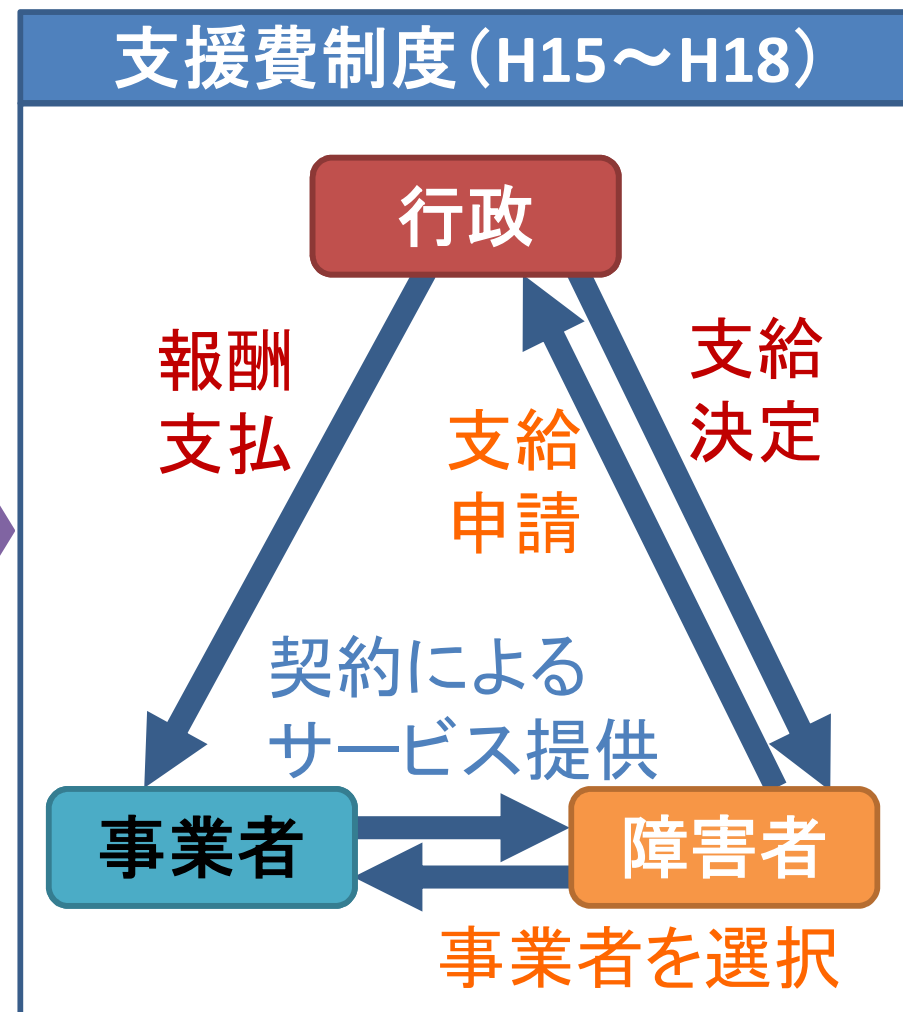 支援費制度(H15～H18)
行政
報酬
支払
支給
決定
支給
申請
契約による
サービス提供
事業者
障害者
事業者を選択